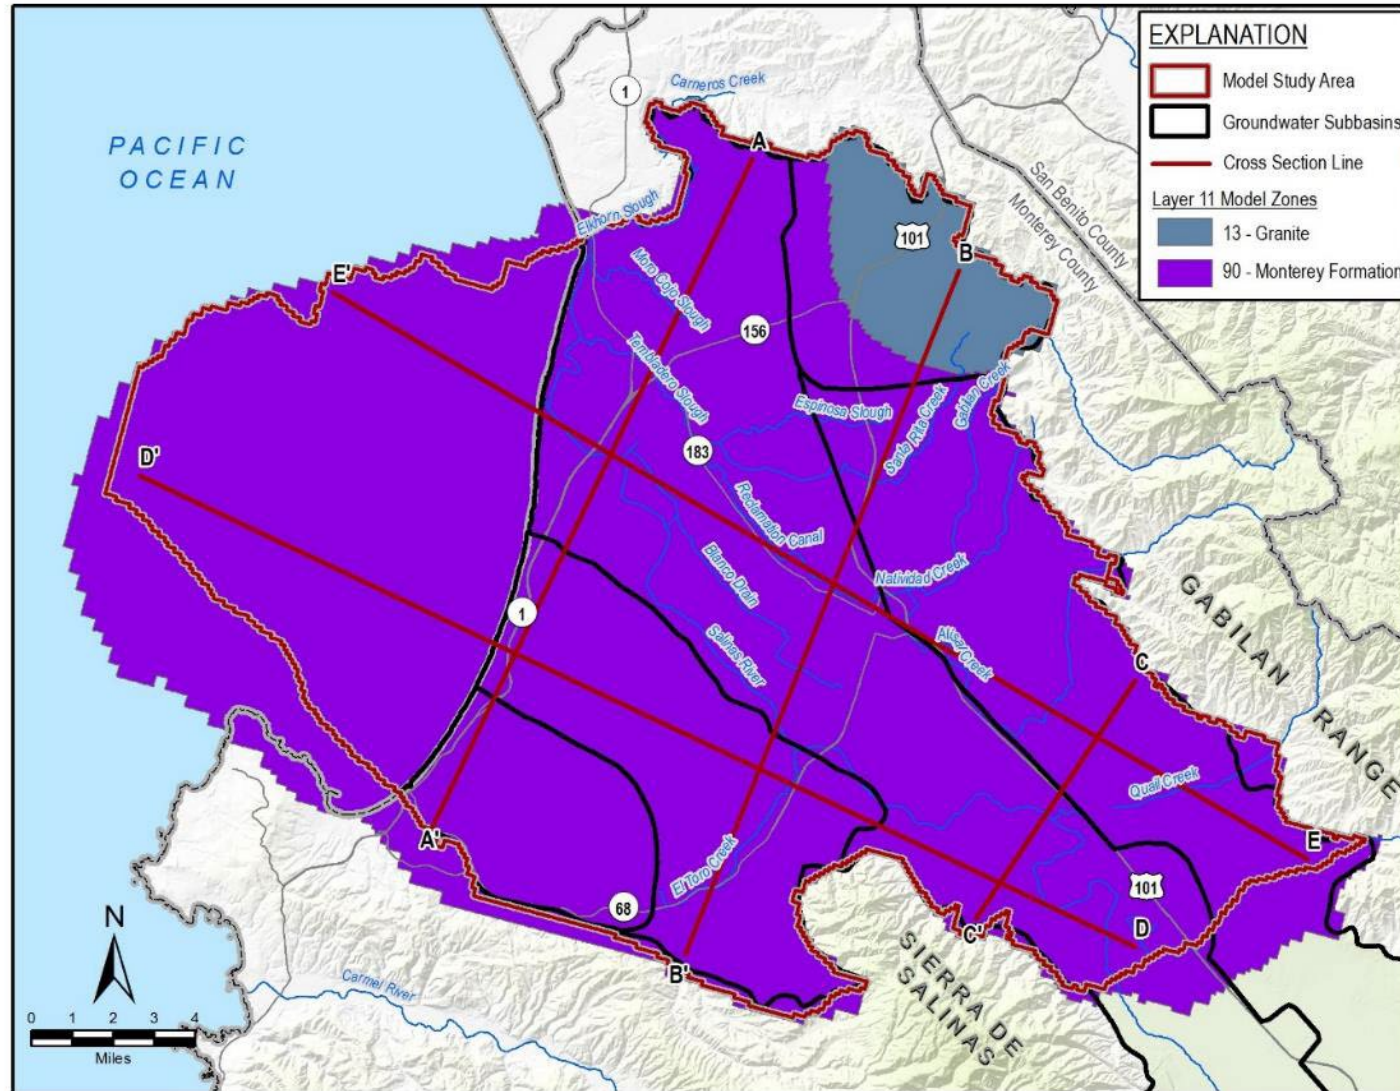 EXPLANATION
Model Study Area
Groundwater Subbasins
Cross Section Line
Layer 11 Model Zones
13 - Granite
90 - Monterey Formation
PACIFIC
OCEAN
1
Carneros Creek
A
San Benito County
Monterey County
Elkhorn Slough
101
B
E'
Moro Cojo Slough
156
Tembladero Slough
Espinosa Slough
Santa Rita Creek
Gabilan Creek
D'
183
Reclamation Canal
Blanco Drain
Natividad Creek
1
Salinas River
Alisal Creek
C
GABILAN
RANGE
Quail Creek
A'
E
El Toro Creek
101
68
C'
D
B'
SIERRA DE
SALINAS
N
Carmel River
0 1 2 3 4
Miles